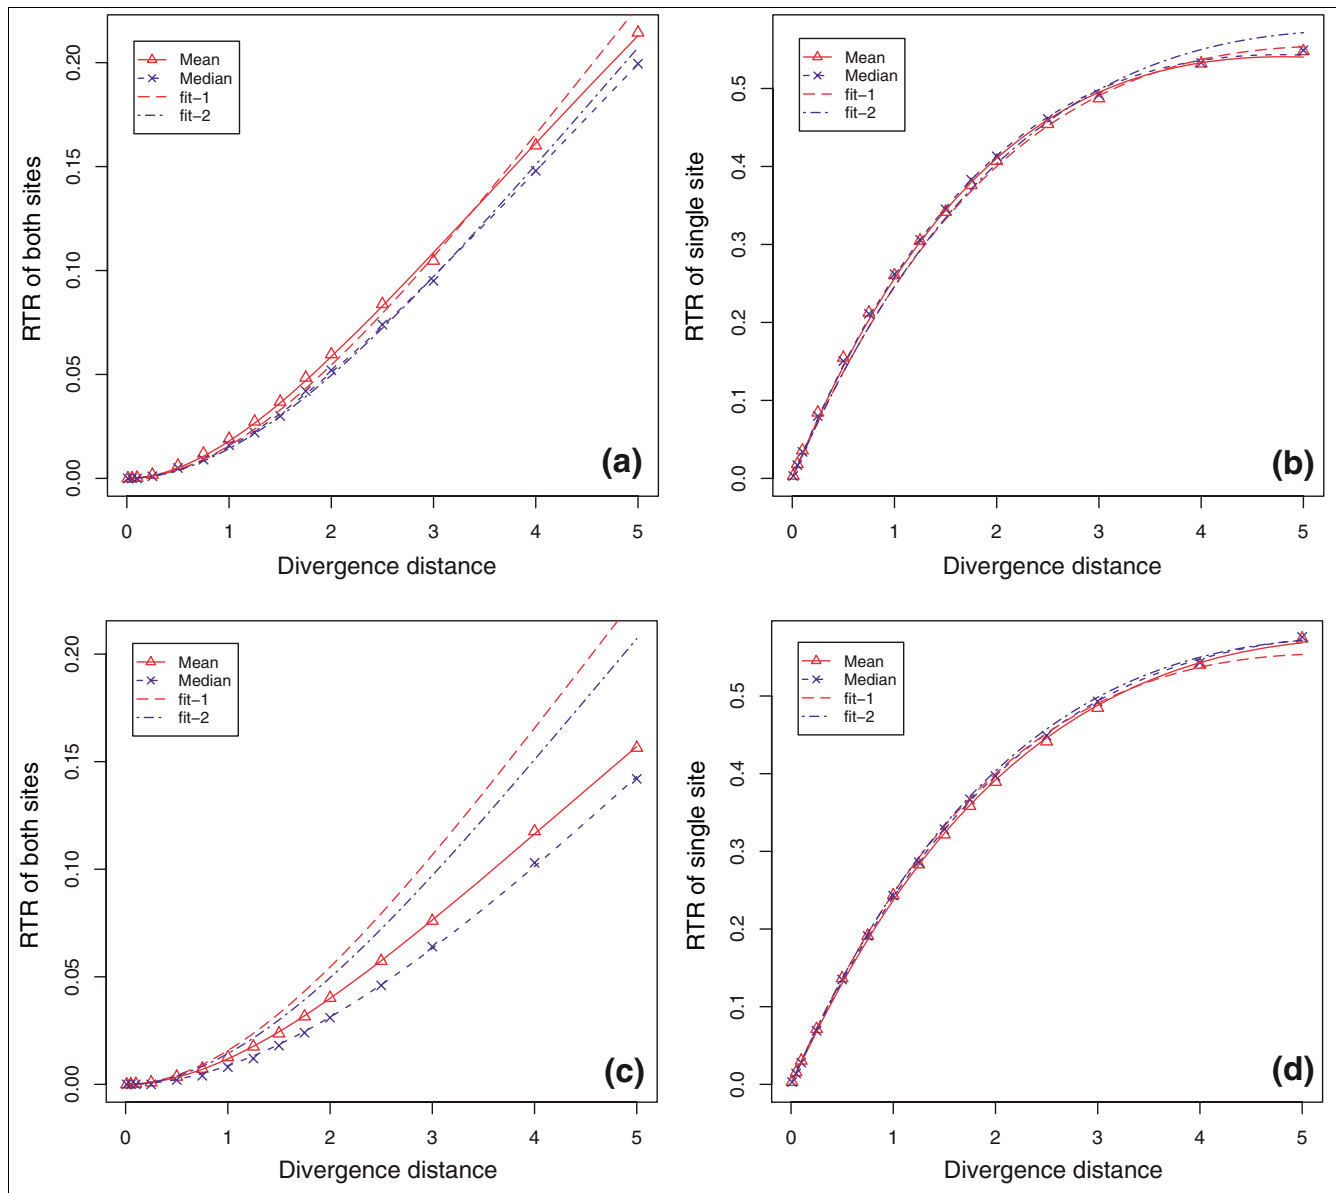 RTR of both sites
0.20
0.15
0.10
0.05
0.00
Mean
Median
fit-1
fit-2
(a)
0 1 2 3 4 5
Divergence distance
RTR of single site
0.5
0.4
0.3
0.2
0.1
0.0
Mean
Median
fit-1
fit-2
(b)
0 1 2 3 4 5
Divergence distance
RTR of both sites
0.20
0.15
0.10
0.05
0.00
Mean
Median
fit-1
fit-2
(c)
0 1 2 3 4 5
Divergence distance
RTR of single site
0.5
0.4
0.3
0.2
0.1
0.0
Mean
Median
fit-1
fit-2
(d)
0 1 2 3 4 5
Divergence distance